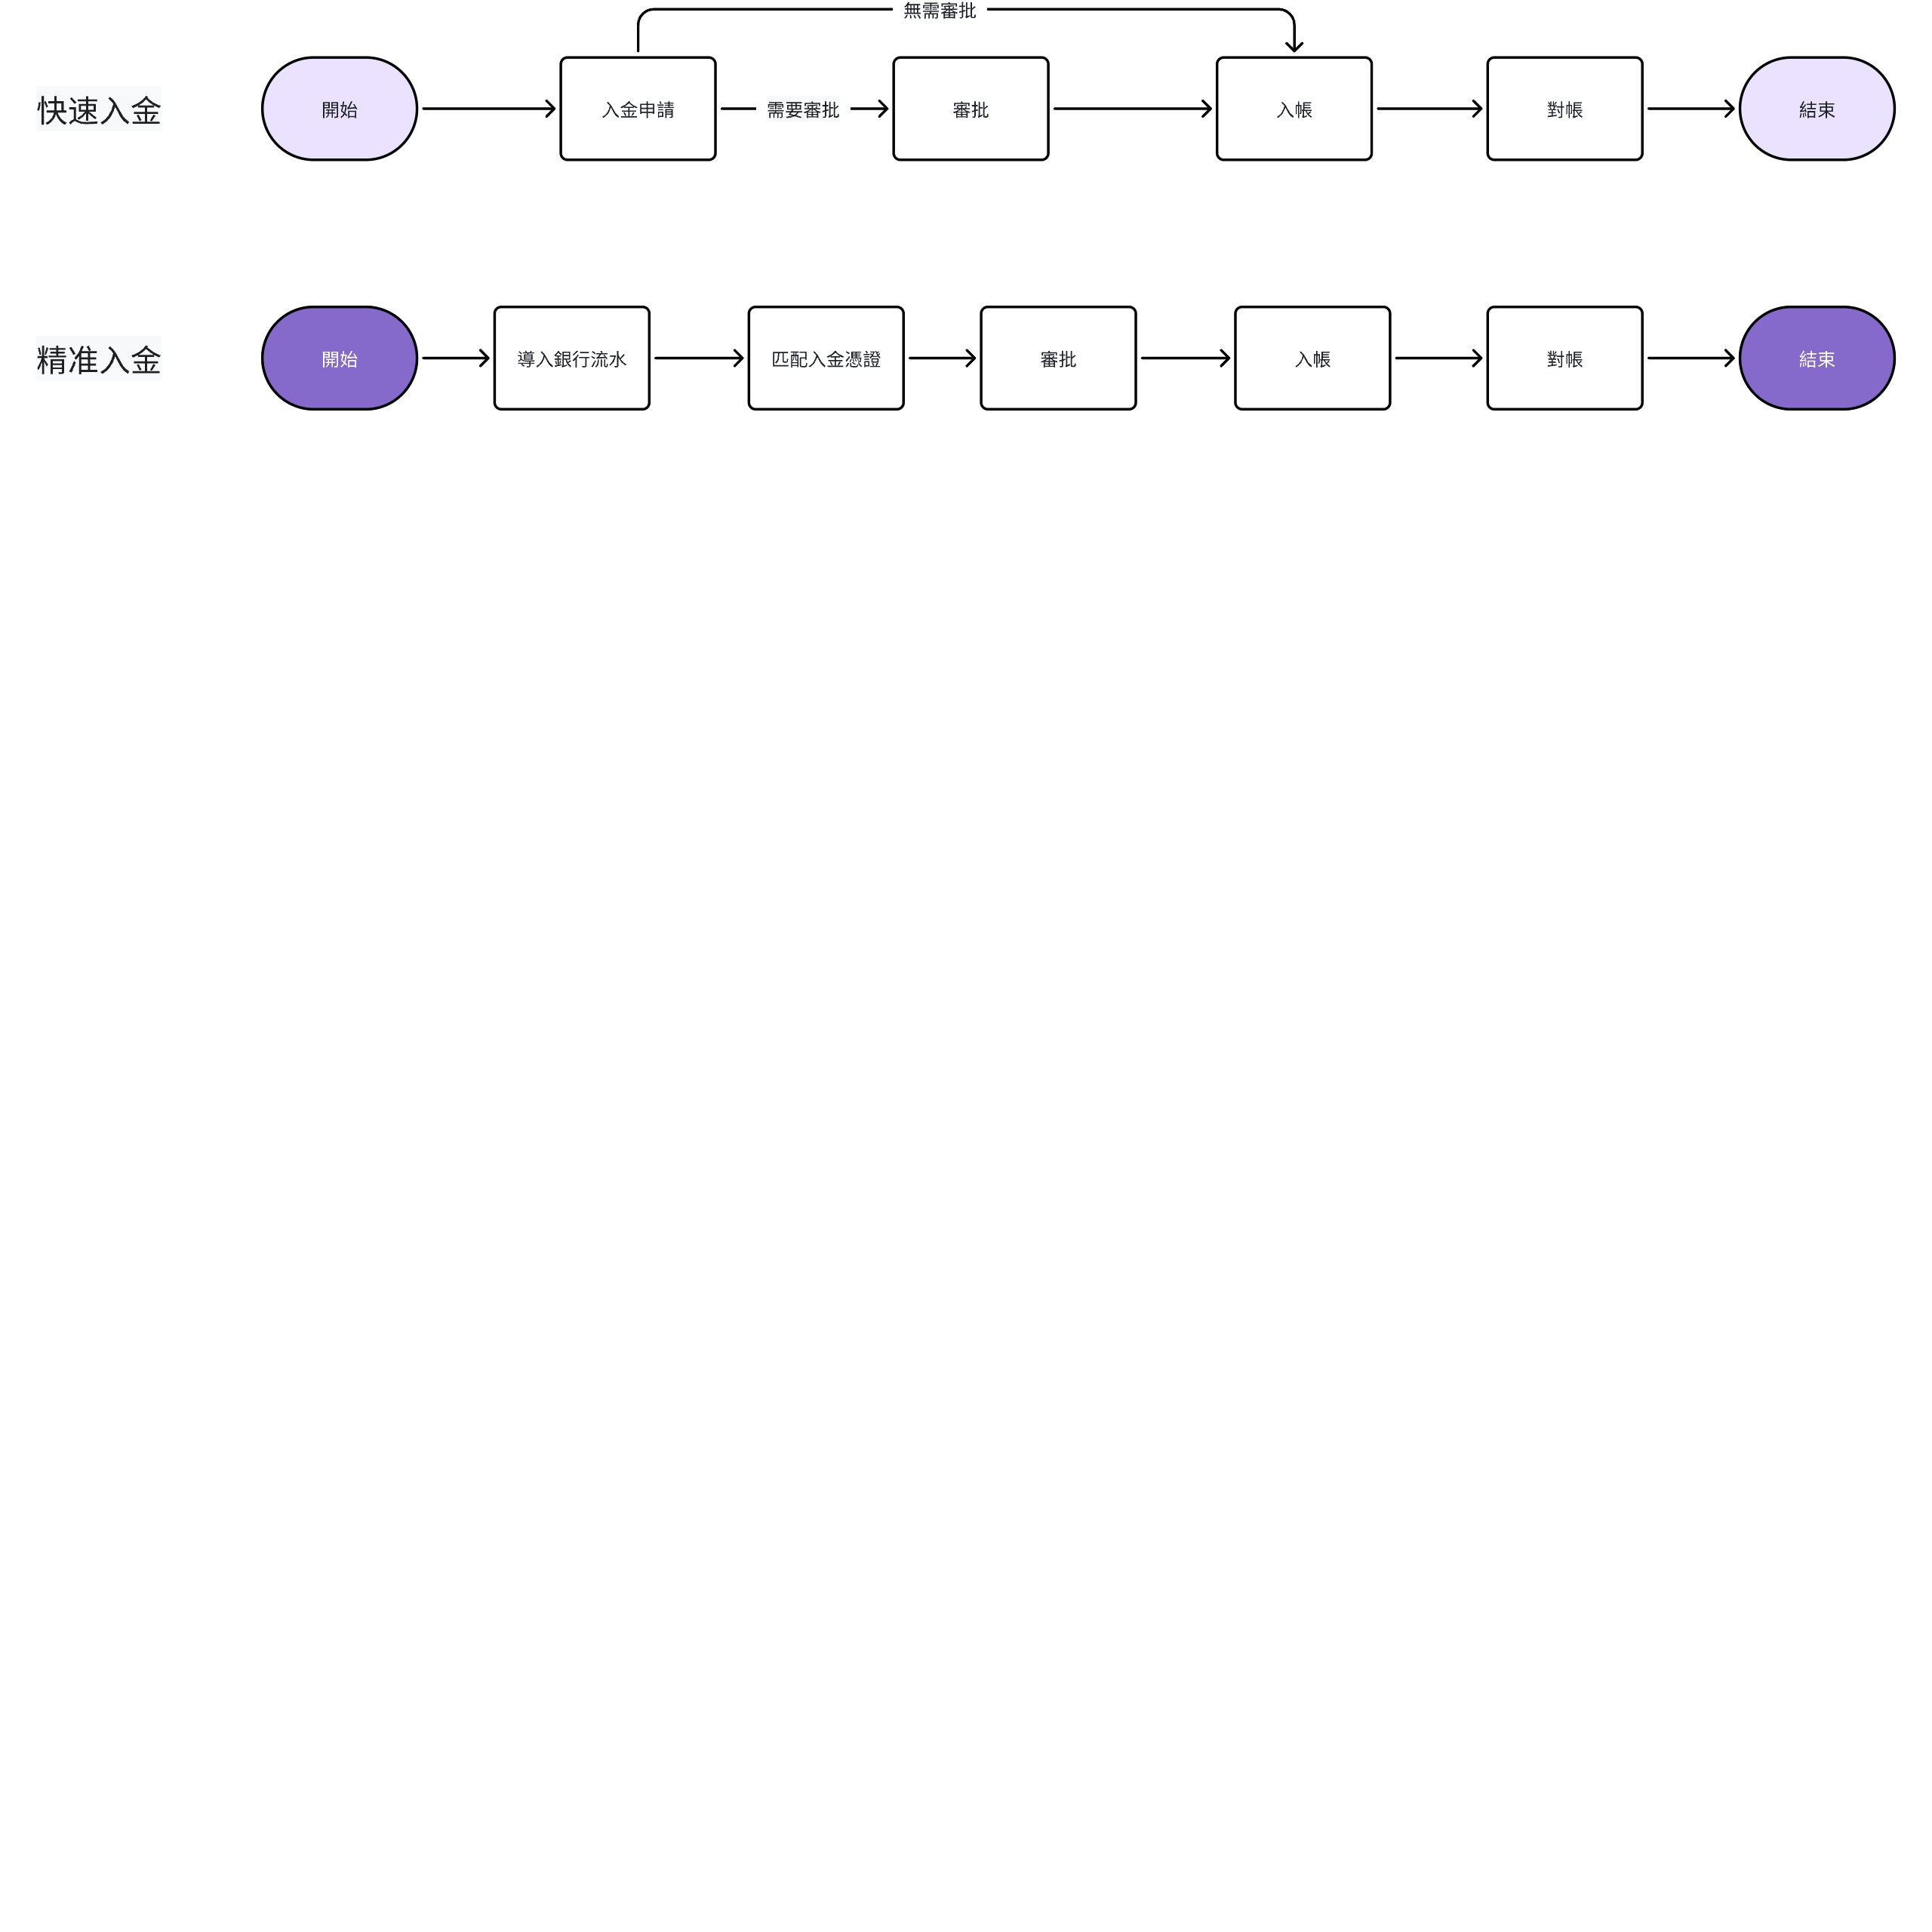 無需審批
快速入金
開始
入金申請
需要審批
審批
入帳
對帳
結束
精准入金
開始
導入銀行流水
匹配入金憑證
審批
入帳
對帳
結束